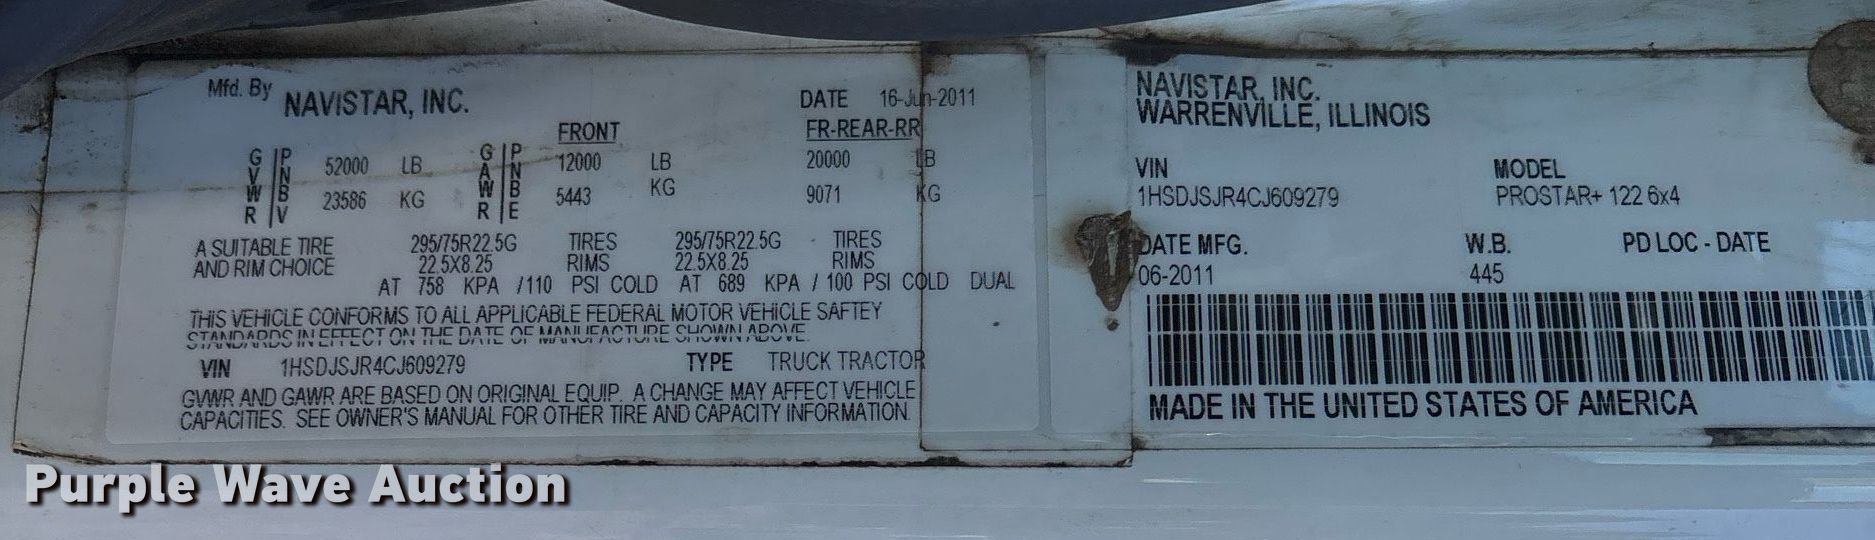 Mfd. By NAVISTAR, INC. DATE 16-Jun-2011
FRONT FR-REAR-RR
GVWR PNBV 52000 LB GAWR PNBE 12000 LB 20000 LB
23586 KG 5443 KG 9071 KG
A SUITABLE TIRE 295/75R22.5G TIRES 295/75R22.5G TIRES
AND RIM CHOICE 22.5X8.25 RIMS 22.5X8.25 RIMS
AT 758 KPA /110 PSI COLD AT 689 KPA / 100 PSI COLD DUAL
THIS VEHICLE CONFORMS TO ALL APPLICABLE FEDERAL MOTOR VEHICLE SAFTEY
STANDARDS IN EFFECT ON THE DATE OF MANUFACTURE SHOWN ABOVE.
VIN 1HSDJSJR4CJ609279 TYPE TRUCK TRACTOR
GVWR AND GAWR ARE BASED ON ORIGINAL EQUIP. A CHANGE MAY AFFECT VEHICLE
CAPACITIES. SEE OWNER'S MANUAL FOR OTHER TIRE AND CAPACITY INFORMATION.
NAVISTAR, INC.
WARRENVILLE, ILLINOIS
VIN MODEL
1HSDJSJR4CJ609279 PROSTAR+ 122 6x4
DATE MFG. W.B. PD LOC - DATE
06-2011 445
MADE IN THE UNITED STATES OF AMERICA
Purple Wave Auction